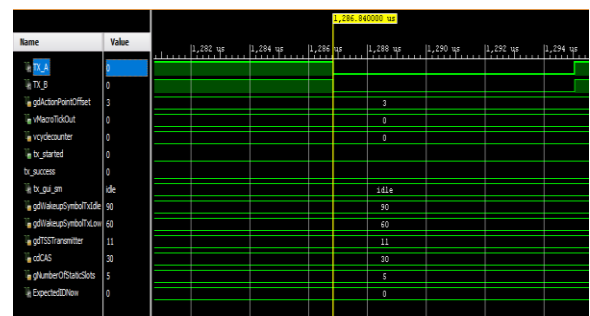 1,286.840000 us
Name Value
1,282 us 1,284 us 1,286 us 1,288 us 1,290 us 1,292 us 1,294 us
TX_A 0
TX_B 0
gdActionPointOffset 3 3
vMacroTickOut 0 0
vcyclecounter 0 0
tx_started 0
tx_success 0
tx_gui_sm idle idle
gdWakeupSymbolTxIdle 90 90
gdWakeupSymbolTxLow 60 60
gdTSSTransmitter 11 11
cdCAS 30 30
gNumberOfStaticSlots 5 5
ExpectedIDNow 0 0